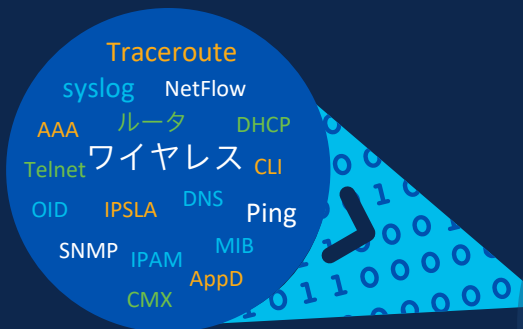 Traceroute
syslog NetFlow
AAA ルータ DHCP
Telnet ワイヤレス CLI
OID IPSLA DNS Ping
SNMP IPAM MIB
AppD
CMX